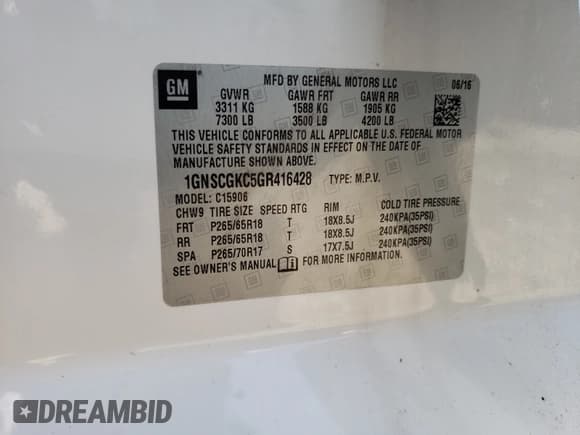 GM
MFD BY GENERAL MOTORS LLC 06/16
GVWR GAWR FRT GAWR RR
3311 KG 1588 KG 1905 KG
7300 LB 3500 LB 4200 LB
THIS VEHICLE CONFORMS TO ALL APPLICABLE U.S. FEDERAL MOTOR
VEHICLE SAFETY STANDARDS IN EFFECT ON THE DATE OF
MANUFACTURE SHOWN ABOVE.
1GNSCGKC5GR416428 TYPE: M.P.V.
MODEL: C15906
CHW9 TIRE SIZE SPEED RTG RIM COLD TIRE PRESSURE
FRT P265/65R18 T 18X8.5J 240KPA(35PSI)
RR P265/65R18 T 18X8.5J 240KPA(35PSI)
SPA P265/70R17 S 17X7.5J 240KPA(35PSI)
SEE OWNER'S MANUAL FOR MORE INFORMATION.
DREAMBID